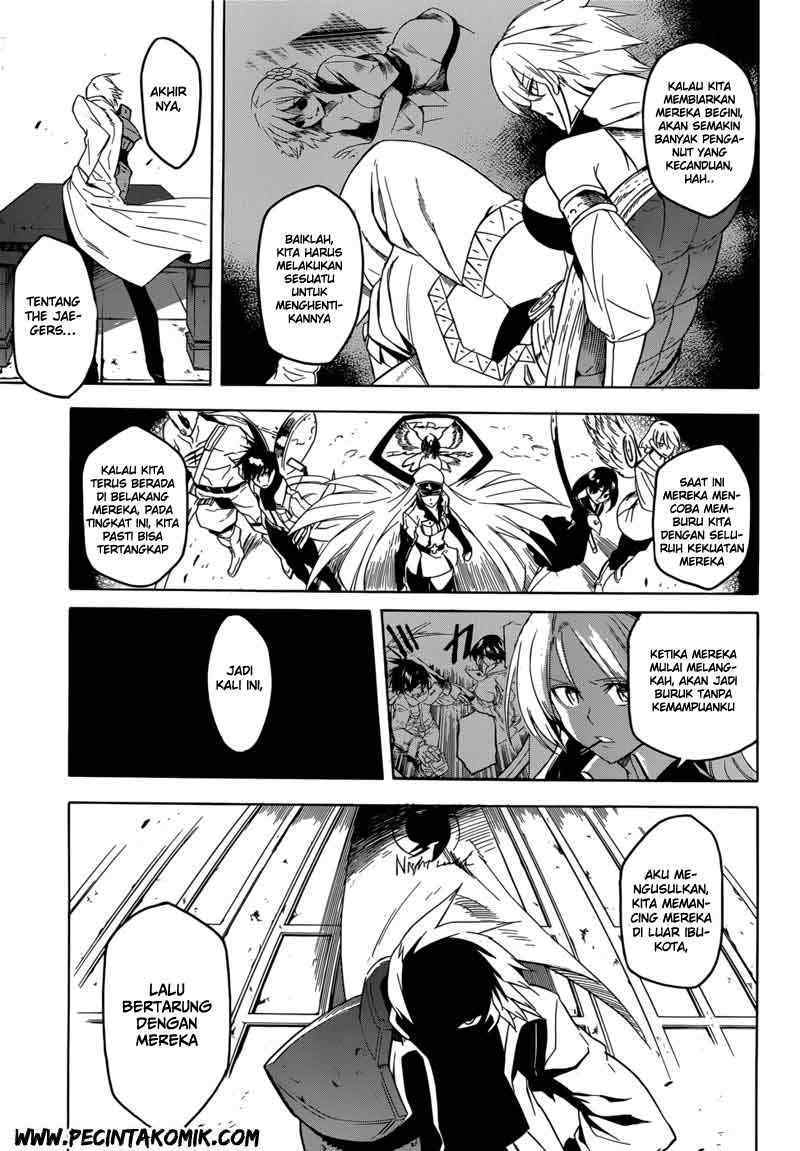 KALAU KITA
MEMBIARKAN
MEREKA BEGINI,
AKAN SEMAKIN
BANYAK PENGA-
NUT YANG
KECANDUAN,
HAH..
BAIKLAH,
KITA HARUS
MELAKUKAN
SESUATU
UNTUK
MENGHENTI-
KANNYA
AKHIR
NYA,
TENTANG
THE JAE-
GERS...
SAAT INI
MEREKA MEN-
COBA MEM-
BURU KITA
DENGAN SELU-
RUH KEKUATAN
MEREKA
KALAU KITA
TERUS BERADA
DI BELAKANG
MEREKA, PADA
TINGKAT INI, KITA
PASTI BISA
TERTANGKAP
KETIKA MEREKA
MULAI MELANG-
KAH, AKAN JADI
BURUK TANPA
KEMAMPUANKU
JADI
KALI INI,
AKU ME-
NGUSULKAN,
KITA MEMAN-
CING MEREKA
DI LUAR IBU-
KOTA,
LALU
BERTARUNG
DENGAN
MEREKA
WWW.PECINTAKOMIK.COM